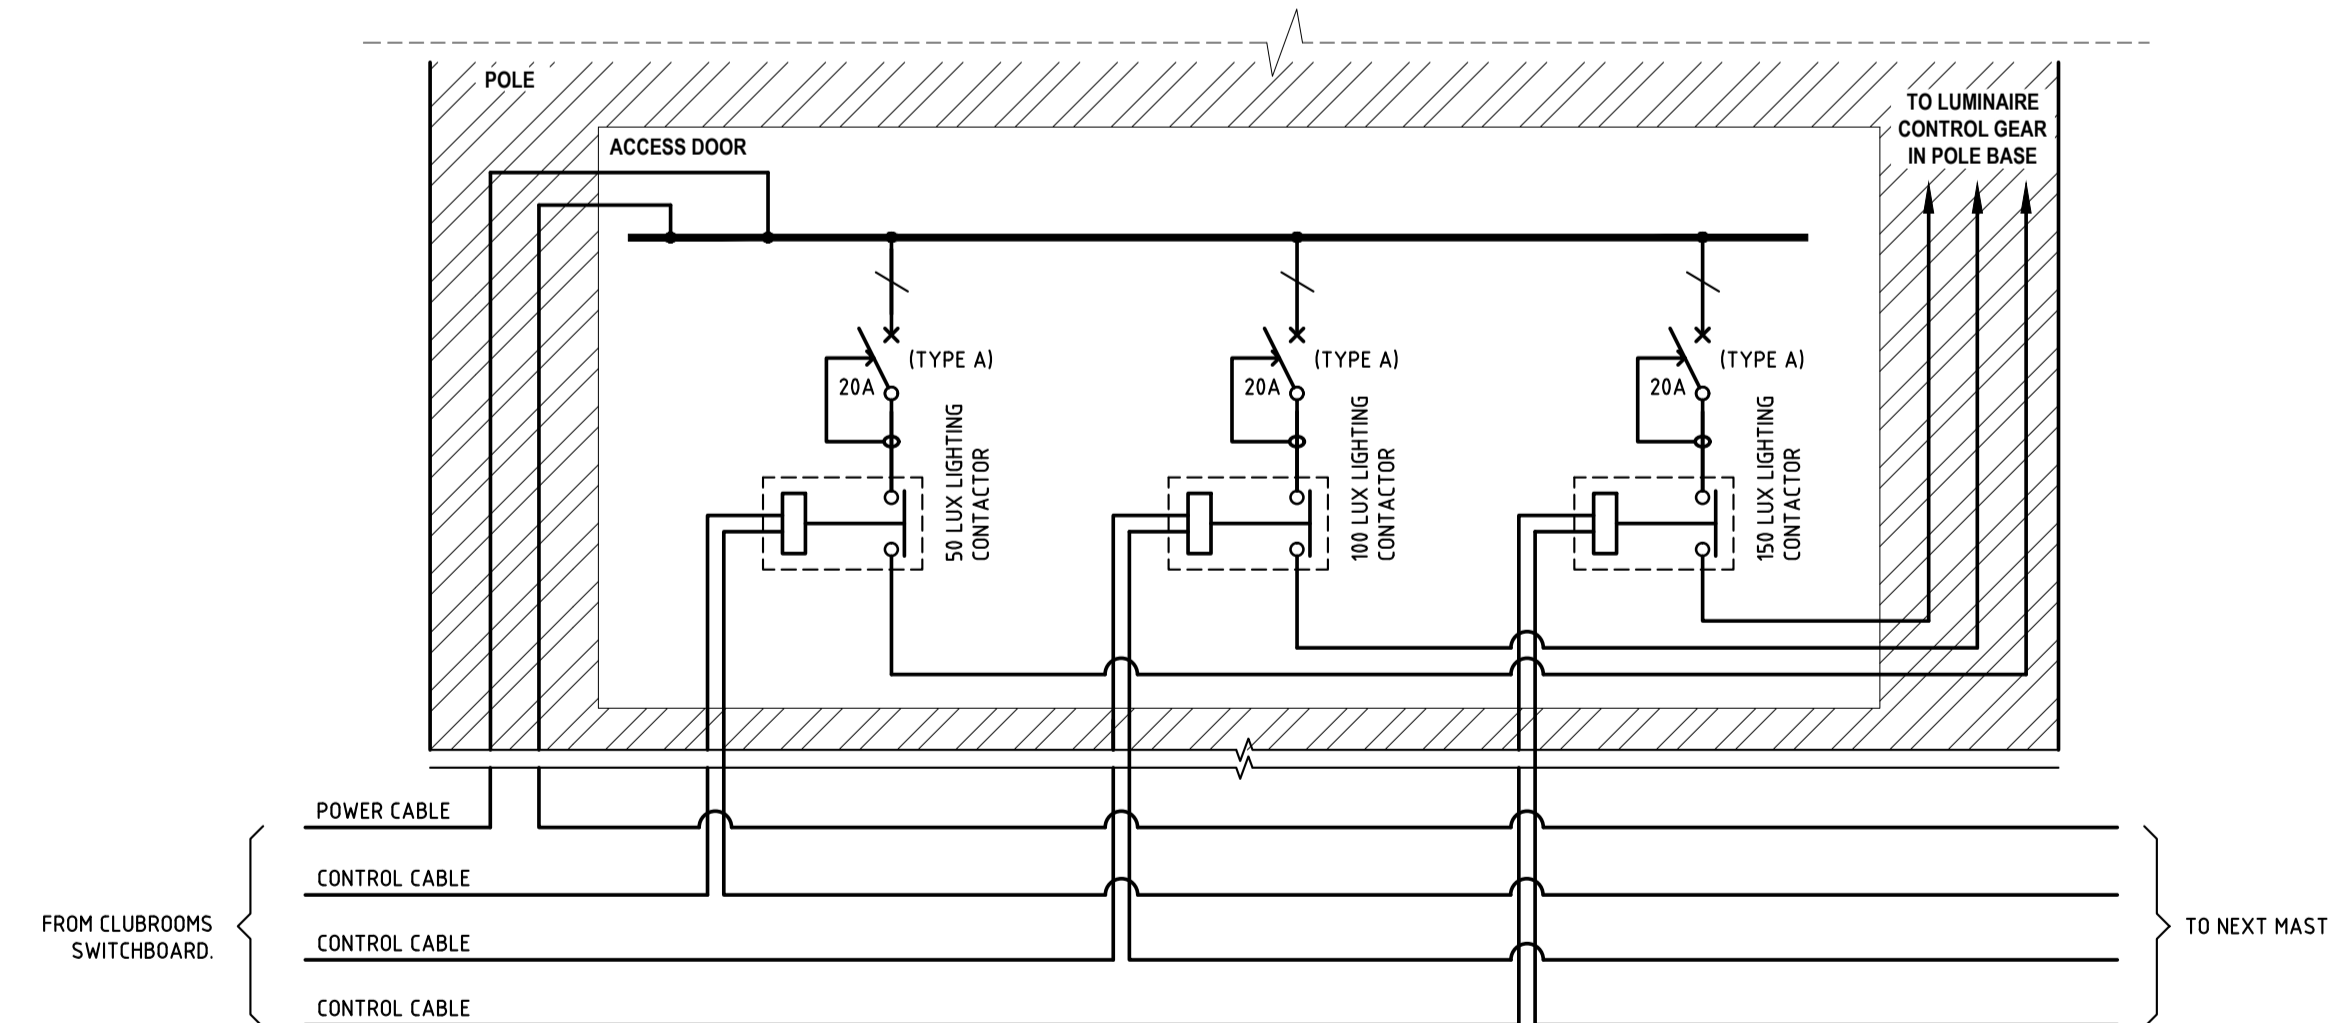 POLE
TO LUMINAIRE
CONTROL GEAR
IN POLE BASE
ACCESS DOOR
(TYPE A)
20A
50 LUX LIGHTING
CONTACTOR
(TYPE A)
20A
100 LUX LIGHTING
CONTACTOR
(TYPE A)
20A
150 LUX LIGHTING
CONTACTOR
POWER CABLE
CONTROL CABLE
FROM CLUBROOMS
SWITCHBOARD.
CONTROL CABLE
CONTROL CABLE
TO NEXT MAST